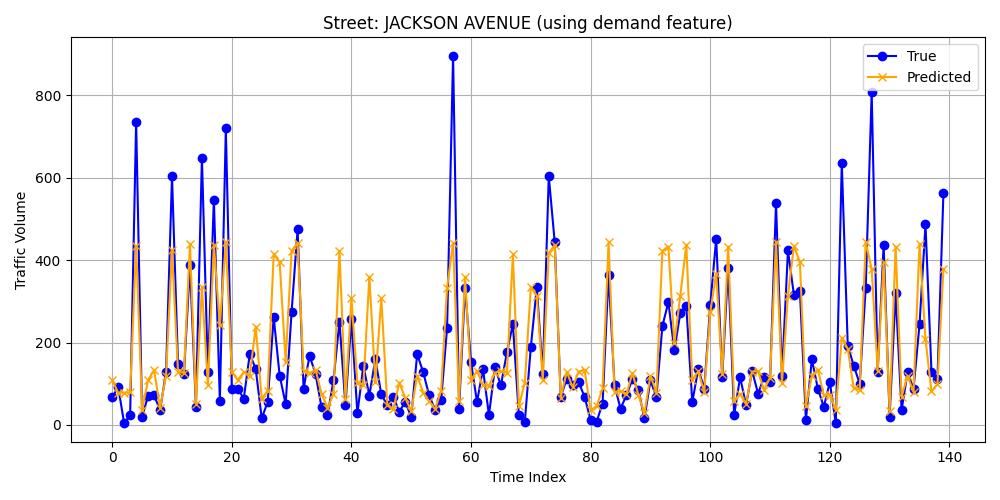 Street: JACKSON AVENUE (using demand feature)
True
Predicted
Traffic Volume
800
600
400
200
0
0 20 40 60 80 100 120 140
Time Index